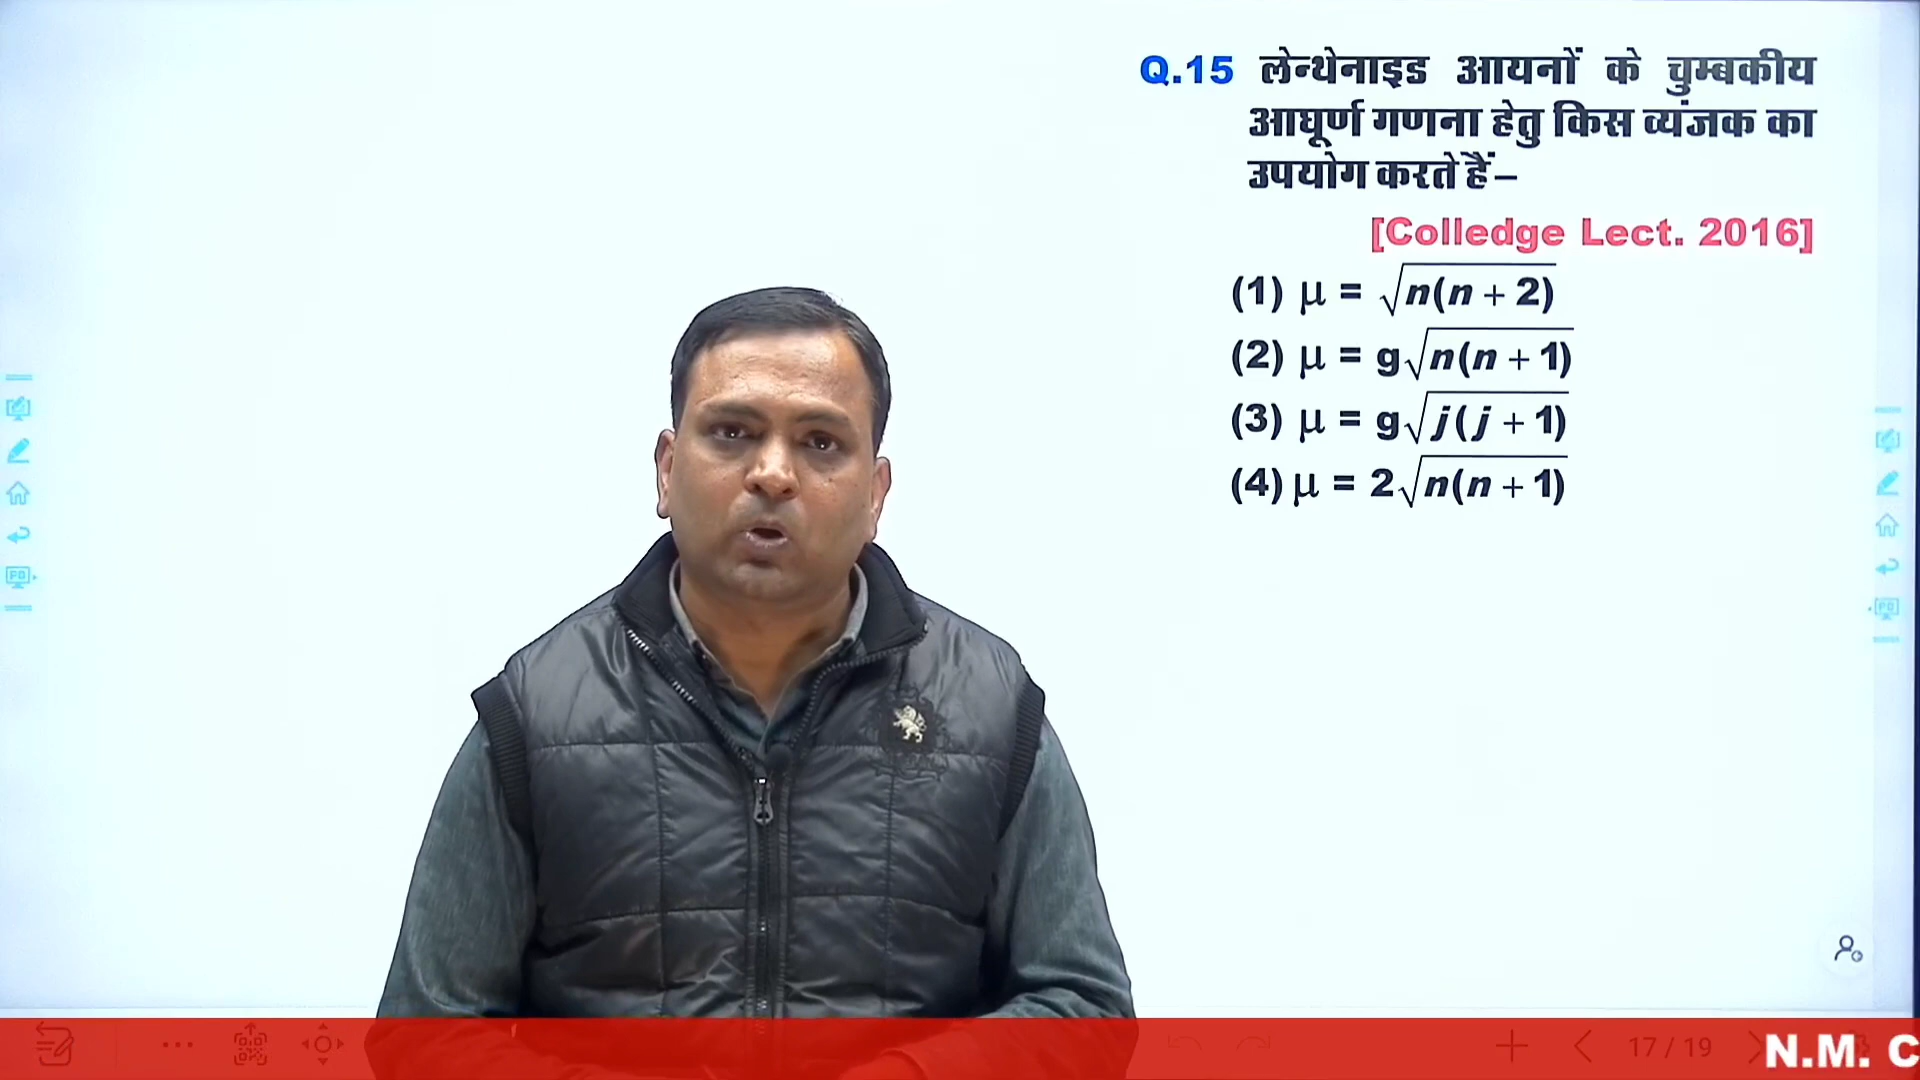 Q.15 लेन्थेनाइड आयनों के चुम्बकीय
आघूर्ण गणना हेतु किस व्यंजक का
उपयोग करते हैं–
[Colledge Lect. 2016]
(1) μ = √n(n + 2)
(2) μ = g√n(n + 1)
(3) μ = g√j(j + 1)
(4) μ = 2√n(n + 1)
17 / 19
N.M. C